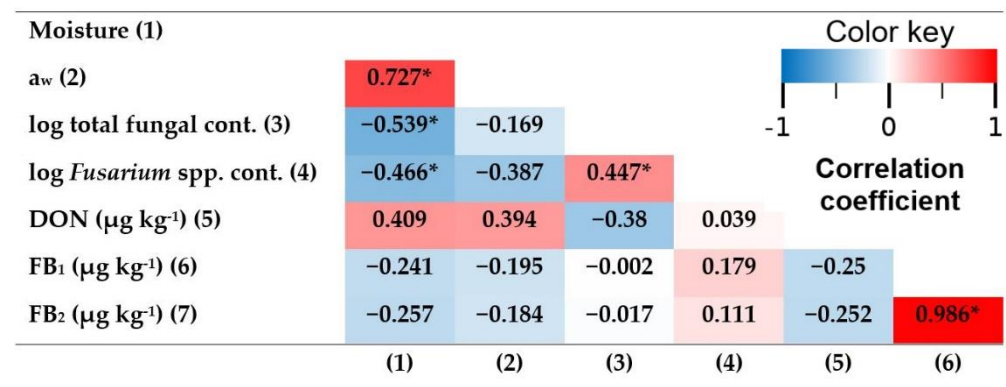 Moisture (1)
Color key
aw (2) 0.727*
-1 0 1
log total fungal cont. (3) −0.539* −0.169
log Fusarium spp. cont. (4) −0.466* −0.387 0.447*
Correlation
coefficient
DON (µg kg⁻¹) (5) 0.409 0.394 −0.38 0.039
FB₁ (µg kg⁻¹) (6) −0.241 −0.195 −0.002 0.179 −0.25
FB₂ (µg kg⁻¹) (7) −0.257 −0.184 −0.017 0.111 −0.252 0.986*
(1) (2) (3) (4) (5) (6)